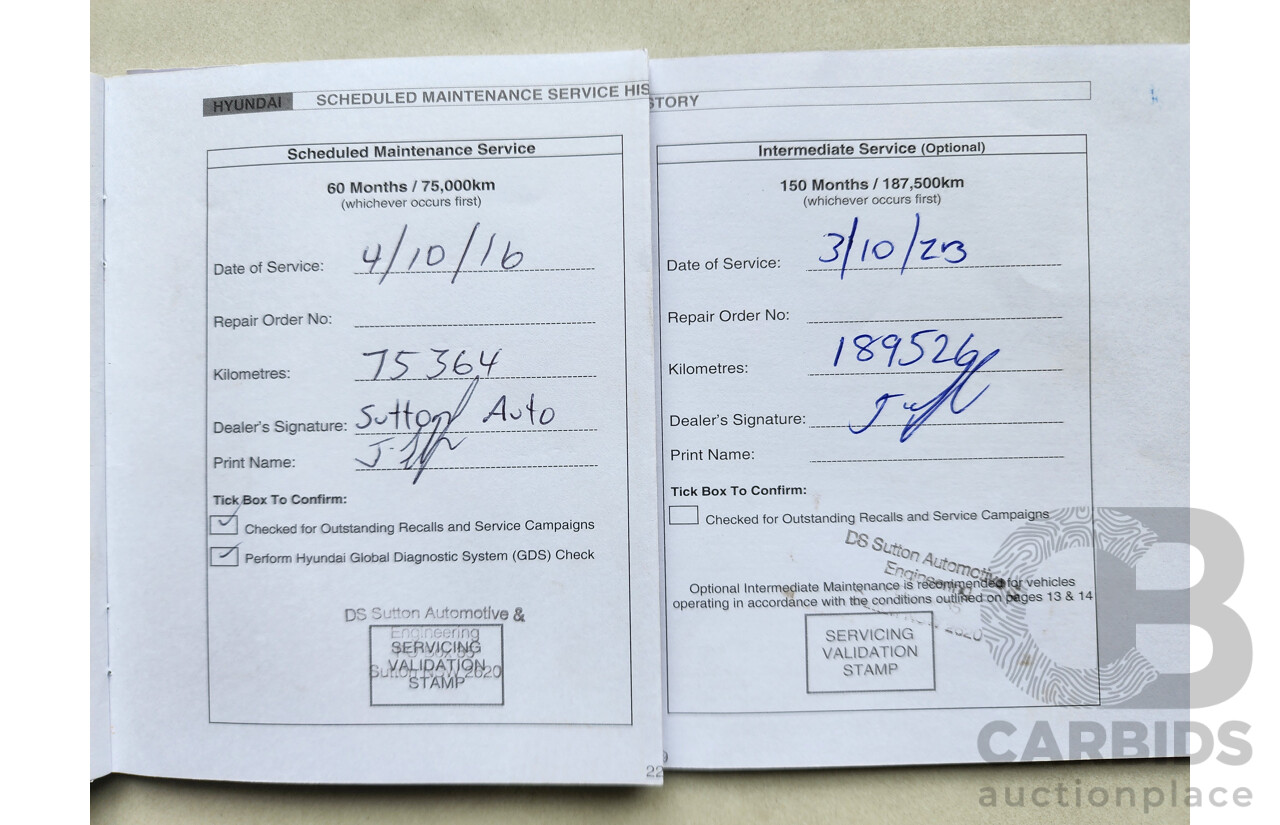 HYUNDAI SCHEDULED MAINTENANCE SERVICE HIS
Scheduled Maintenance Service
60 Months / 75,000km
(whichever occurs first)
Date of Service: 4/10/16
Repair Order No:
Kilometres: 75364
Dealer's Signature: Sutton Auto
Print Name:
Tick Box To Confirm:
Checked for Outstanding Recalls and Service Campaigns
Perform Hyundai Global Diagnostic System (GDS) Check
DS Sutton Automotive &
Engineering
SERVICING
VALIDATION
Sutton NSW 2620
STAMP
22
STORY
Intermediate Service (Optional)
150 Months / 187,500km
(whichever occurs first)
Date of Service: 3/10/23
Repair Order No:
Kilometres: 189526
Dealer's Signature:
Print Name:
Tick Box To Confirm:
Checked for Outstanding Recalls and Service Campaigns
DS Sutton Automotive
Optional Intermediate Maintenance is recommended for vehicles
operating in accordance with the conditions outlined on pages 13 & 14
SERVICING
VALIDATION
STAMP
CB
CARBIDS
auctionplace